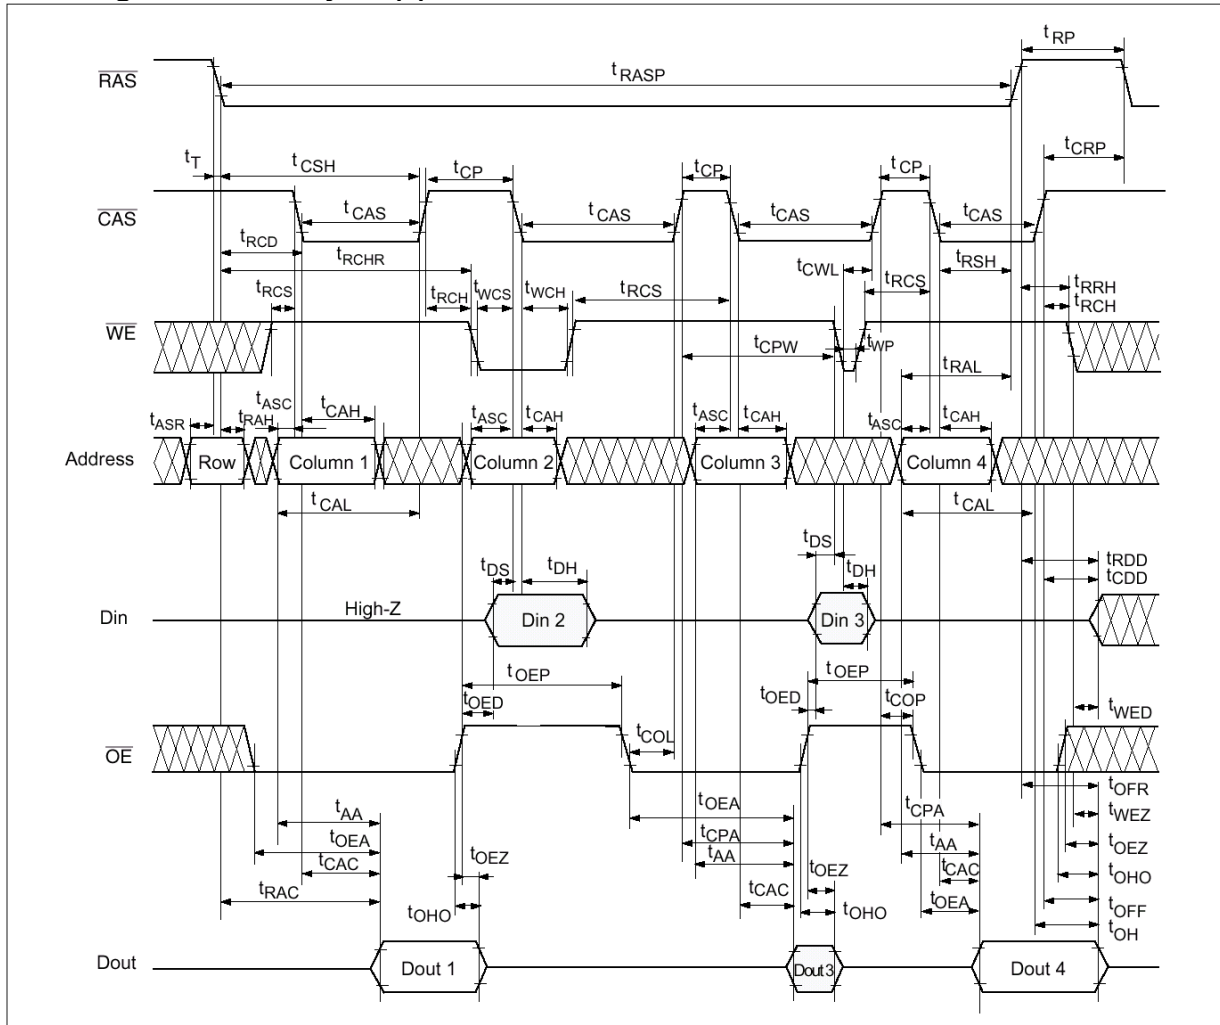 tRP
RAS
tRASP
tCRP
tT
tCSH
tCP
tCP
tCP
CAS
tCAS
tCAS
tCAS
tCAS
tRCD
tRCHR
tCWL
tRSH
tRCS
tRCH
tWCS
tWCH
tRCS
tRCS
tRRH
tRCH
WE
tCPW
tWP
tRAL
tASC
tASR
tRAH
tCAH
tASC
tCAH
tASC
tCAH
tASC
tCAH
Address
Row
Column 1
Column 2
Column 3
Column 4
tCAL
tCAL
tDS
tRDD
tDS
tDH
tDH
tCDD
Din
High-Z
Din 2
Din 3
tOEP
tOEP
tOED
tOED
tCOP
tWED
OE
tCOL
tOFR
tAA
tOEA
tCPA
tWEZ
tOEA
tCPA
tAA
tOEZ
tCAC
tOEZ
tAA
tOEZ
tCAC
tOHO
tRAC
tOHO
tCAC
tOHO
tOEA
tOFF
tOH
Dout
Dout 1
Dout 3
Dout 4